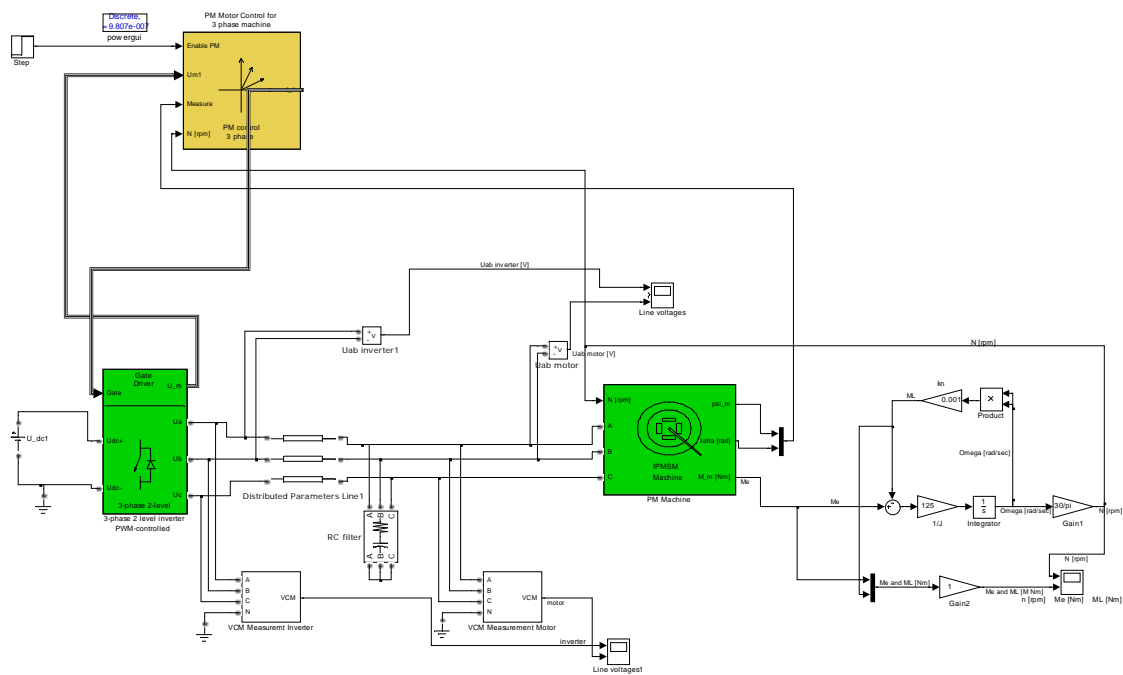 Discrete,
= 9.807e-007
powergui
PM Motor Control for
3 phase machine
Step
Enable PM
Um1
Measure
N [rpm]
PM control
3 phase
Uab inverter [V]
Line voltages
Uab inverter1
Uab motor [V]
Uab motor
N [rpm]
Gate
Driver
U_m
Gate
U_dc1
Udc+
Udc-
Ua
Ub
Uc
3-phase 2-level
3-phase 2 level inverter
PWM-controlled
Distributed Parameters Line1
RC filter
A
B
C
A
B
C
N [rpm]
A
B
C
psi_m
tetta [rad]
M_m [Nm]
IPMSM
Machine
PM Machine
Me
kn
ML
0.001
×
Product
Omega [rad/sec]
Me
125
1/J
1
s
Integrator
Omega [rad/sec]
30/pi
Gain1
N [rpm]
N [rpm]
Me and ML [Nm]
1
Gain2
Me and ML [M Nm]
n [rpm]
Me [Nm]
ML [Nm]
A
B
C
N
VCM
VCM Measuremt Inverter
A
B
C
N
VCM
motor
VCM Measurement Motor
inverter
Line voltages1